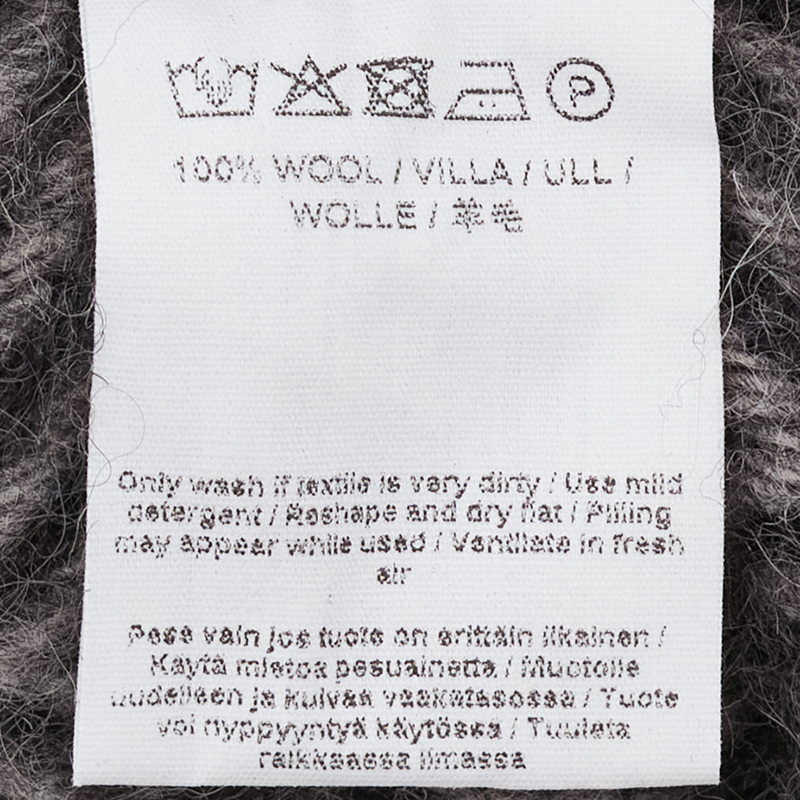 P
100% WOOL / VILLA / ULL /
WOLLE / 羊毛
Only wash if textile is very dirty / Use mild
detergent / Reshape and dry flat / Pilling
may appear while used / Ventilate in fresh
air
Pese vain jos tuote on erittäin likainen /
Käytä mietoa pesuainetta / Muotoile
uudelleen ja kuivaa vaakatasossa / Tuote
voi nyppyyntyä käytössä / Tuuleta
raikkaassa ilmassa